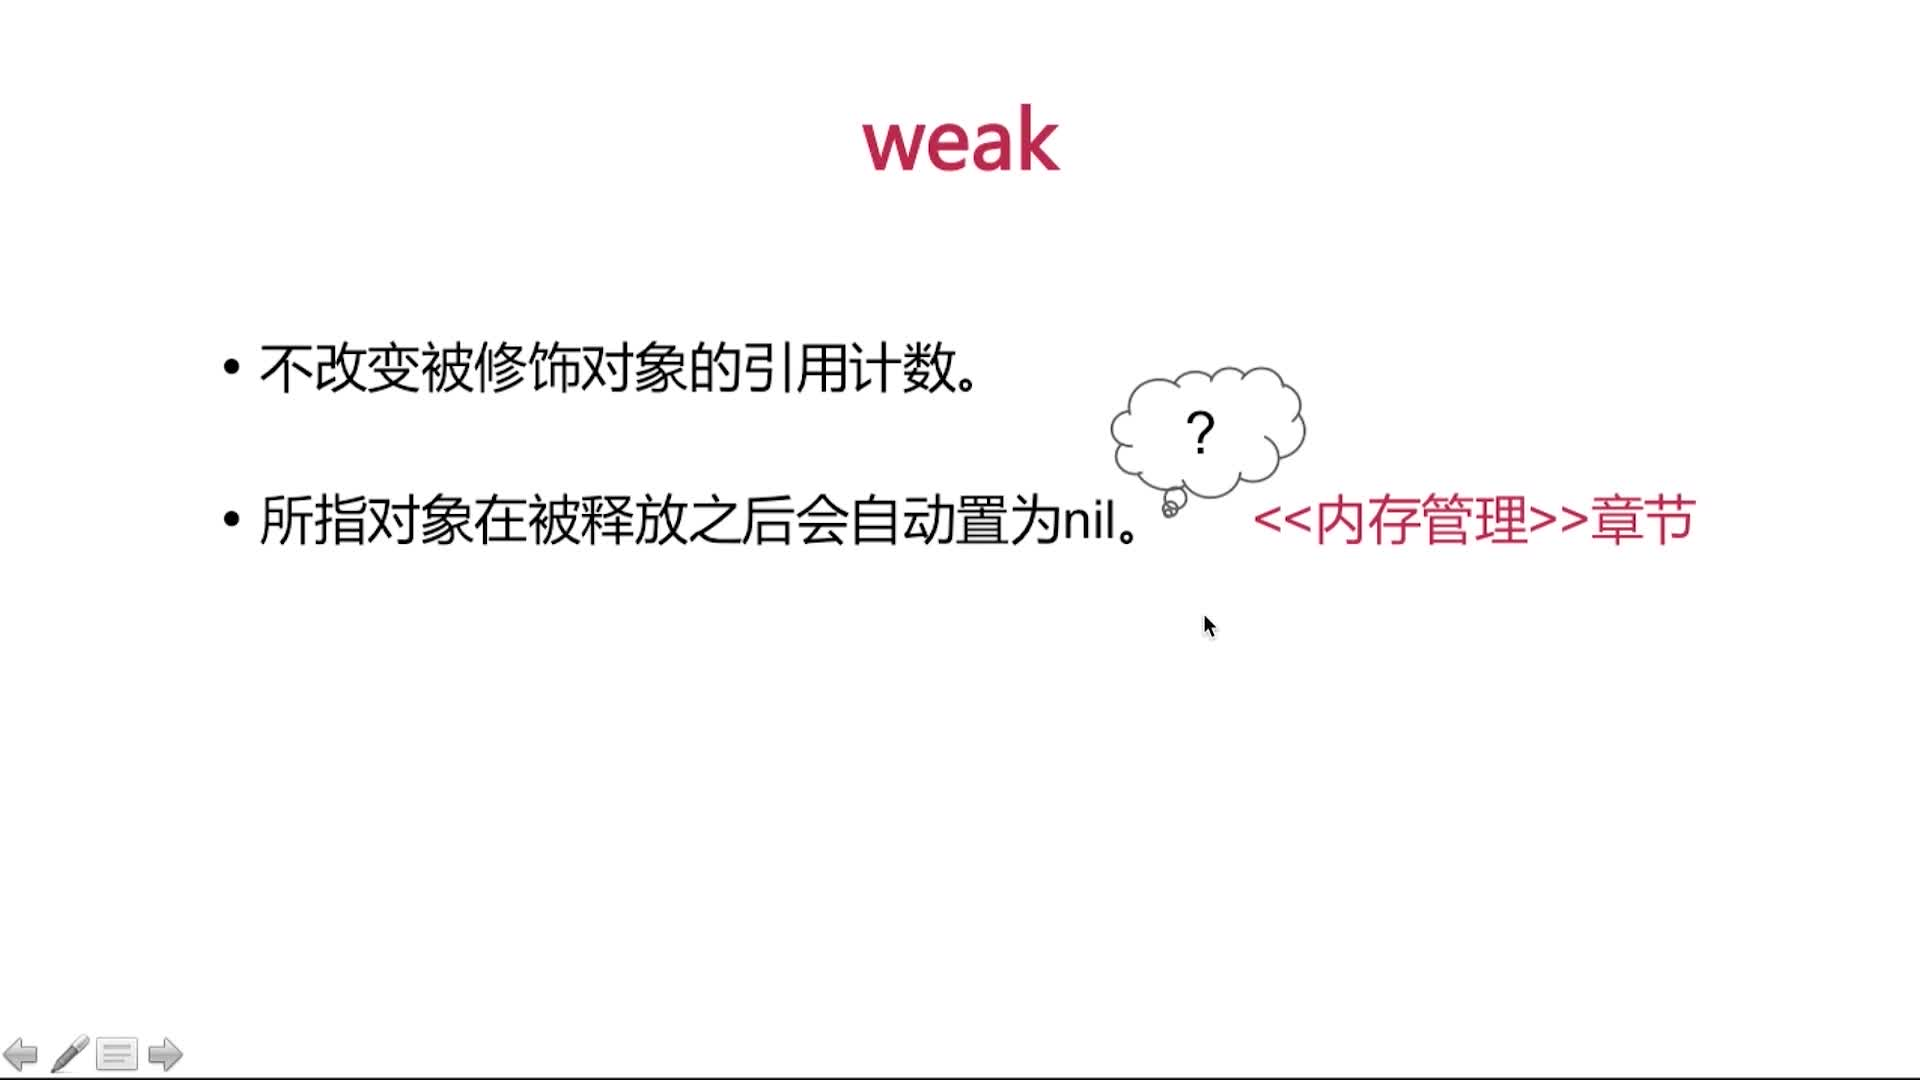 weak
• 不改变被修饰对象的引用计数。
?
• 所指对象在被释放之后会自动置为nil。 <<内存管理>>章节